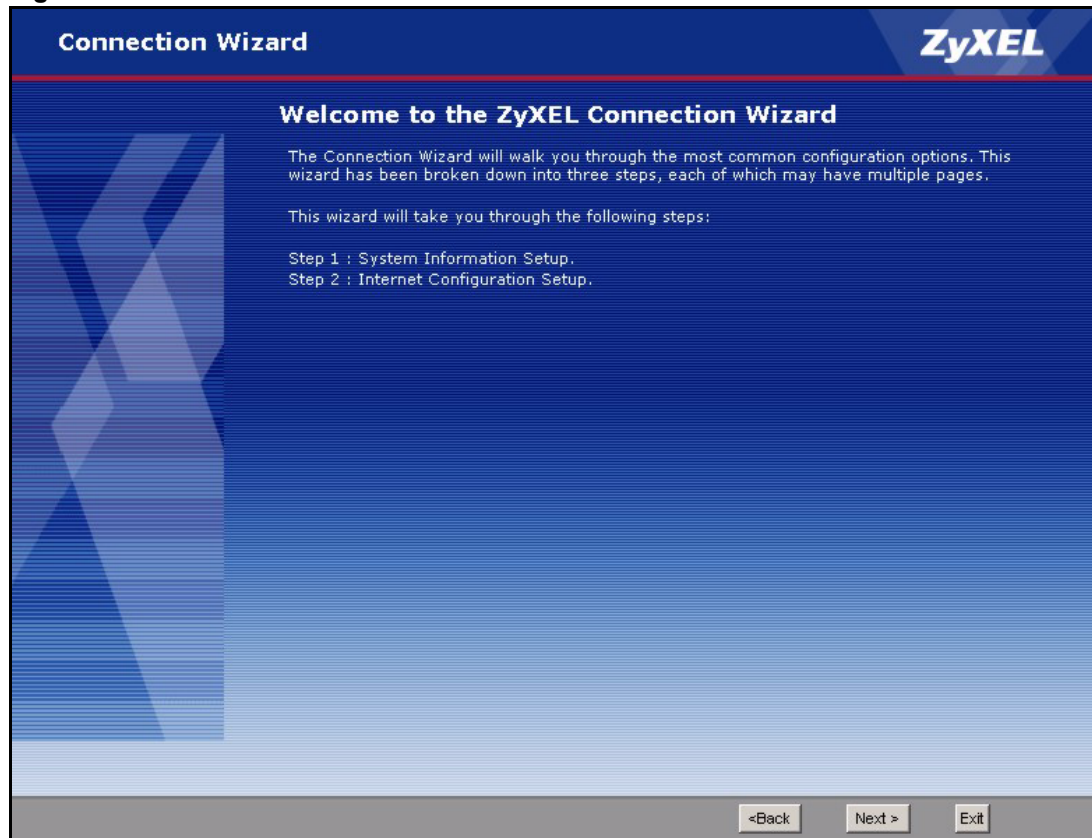 Connection Wizard
ZyXEL
Welcome to the ZyXEL Connection Wizard
The Connection Wizard will walk you through the most common configuration options. This
wizard has been broken down into three steps, each of which may have multiple pages.
This wizard will take you through the following steps:
Step 1 : System Information Setup.
Step 2 : Internet Configuration Setup.
<Back
Next >
Exit